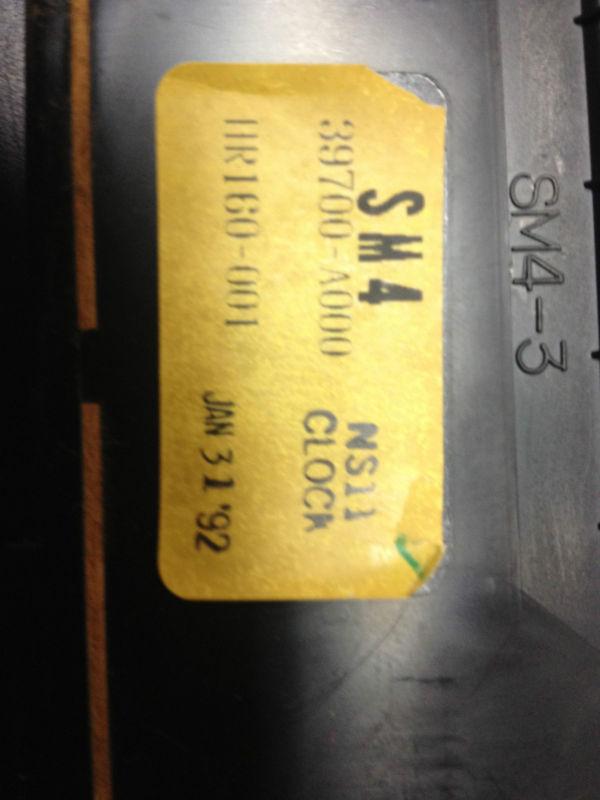 SM4-3
SM4
39700-A000 NS11
CLOCK
HR160-001 JAN 31 '92